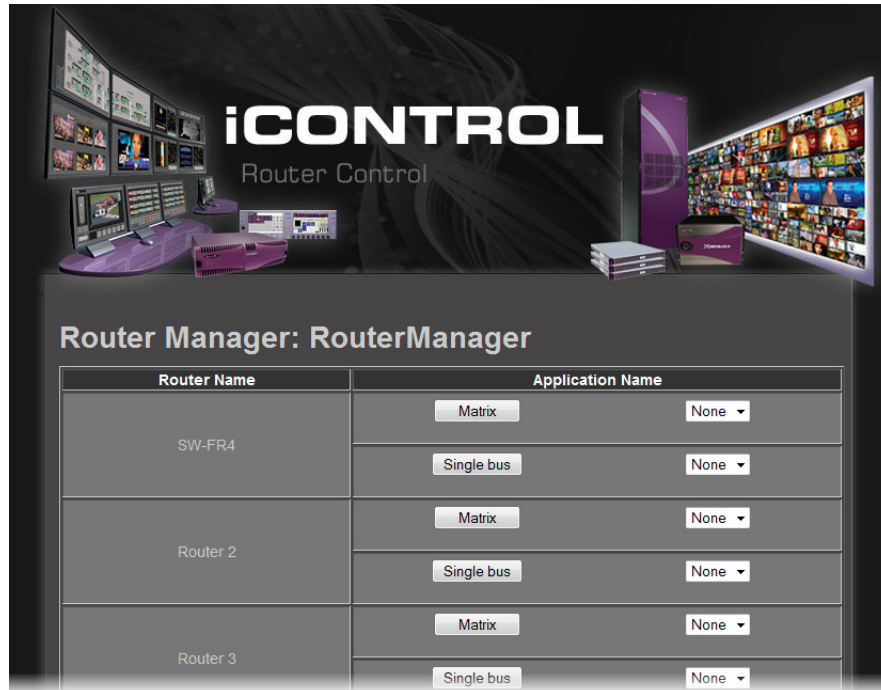 iCONTROL
Router Control
Router Manager: RouterManager
Router Name Application Name
SW-FR4
Matrix None
Single bus None
Router 2
Matrix None
Single bus None
Router 3
Matrix None
Single bus None